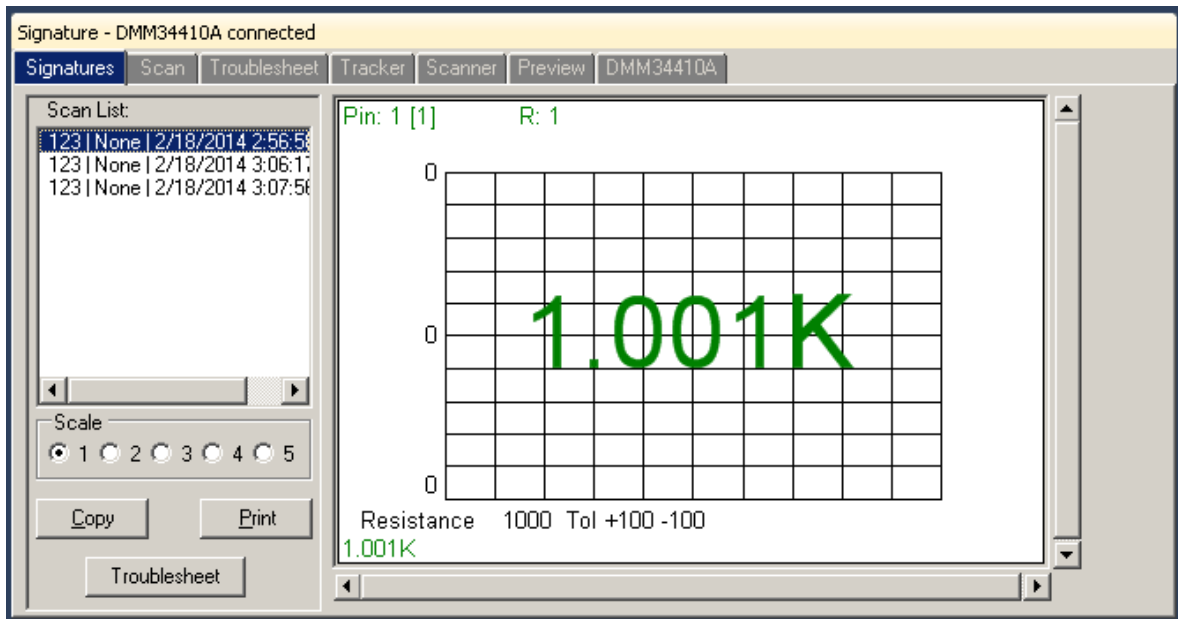 Signature - DMM34410A connected
Signatures Scan Troublesheet Tracker Scanner Preview DMM34410A
Scan List:
123 | None | 2/18/2014 2:56:5
123 | None | 2/18/2014 3:06:1
123 | None | 2/18/2014 3:07:5
Scale
1 2 3 4 5
Copy Print
Troublesheet
Pin: 1 [1] R: 1
0
0
1.001K
0
Resistance 1000 Tol +100 -100
1.001K